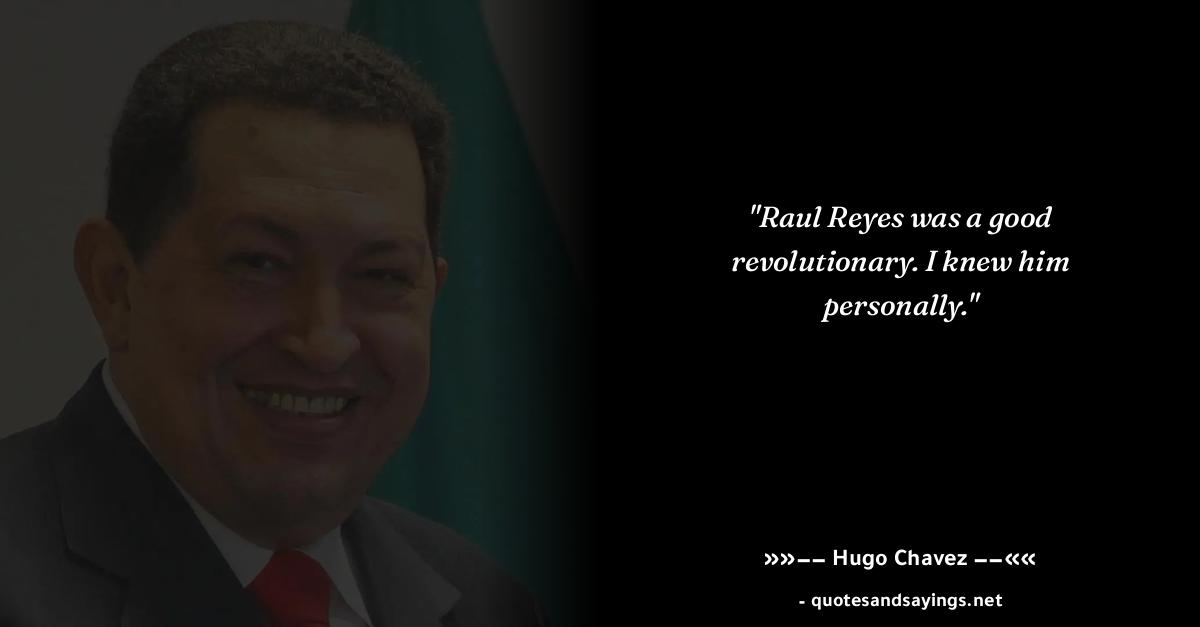 "Raul Reyes was a good
revolutionary. I knew him
personally."
»»–– Hugo Chavez ––««
- quotesandsayings.net